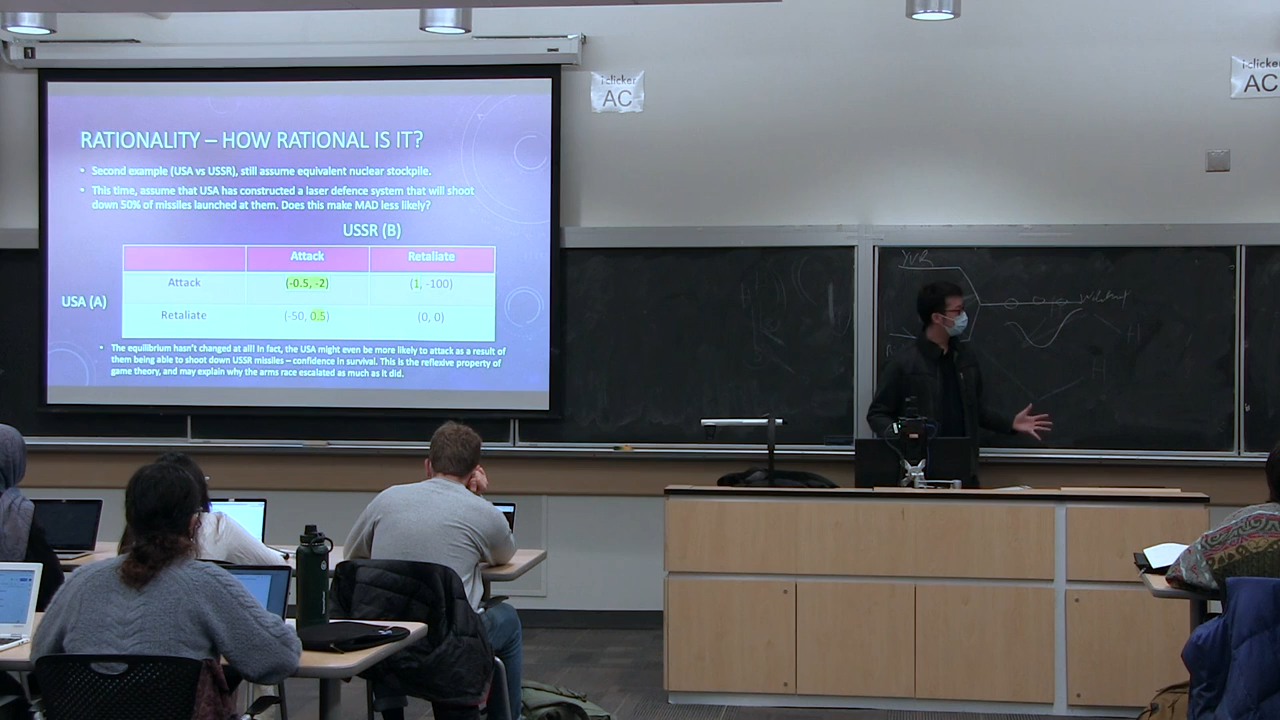 RATIONALITY – HOW RATIONAL IS IT?
• Second example (USA vs USSR), still assume equivalent nuclear stockpile.
• This time, assume that USA has constructed a laser defence system that will shoot
down 50% of missiles launched at them. Does this make MAD less likely?
USSR (B)
Attack Retaliate
Attack (-0.5, -2) (1, -100)
USA (A)
Retaliate (-50, 0.5) (0, 0)
• The equilibrium hasn't changed at all! In fact, the USA might even be more likely to attack as a result of
them being able to shoot down USSR missiles – confidence in survival. This is the reflexive property of
game theory, and may explain why the arms race escalated as much as it did.
i-clicker
AC
i-clicker
AC
YVR
H
H